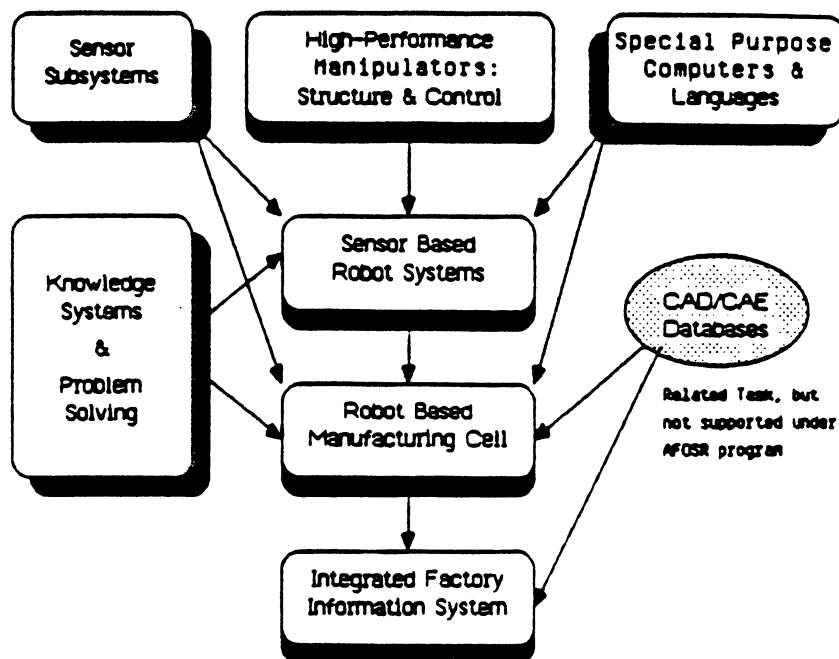 Sensor
Subsystems
High-Performance
Manipulators:
Structure & Control
Special Purpose
Computers &
Languages
Knowledge
Systems
&
Problem
Solving
Sensor Based
Robot Systems
CAD/CAE
Databases
Related Task, but
not supported under
AFOSR program
Robot Based
Manufacturing Cell
Integrated Factory
Information System